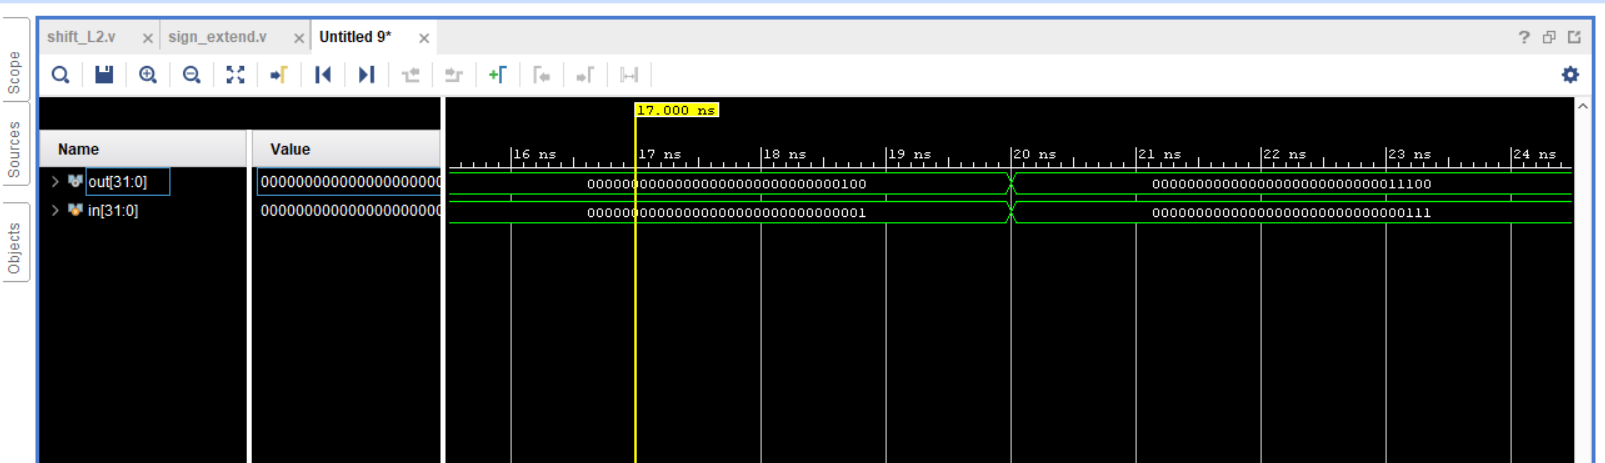 Scope
Sources
Objects
shift_L2.v
sign_extend.v
Untitled 9*
?
17.000 ns
Name
Value
16 ns
17 ns
18 ns
19 ns
20 ns
21 ns
22 ns
23 ns
24 ns
out[31:0]
0000000000000000000000
00000000000000000000000000000100
00000000000000000000000000011100
in[31:0]
0000000000000000000000
00000000000000000000000000000001
00000000000000000000000000000111